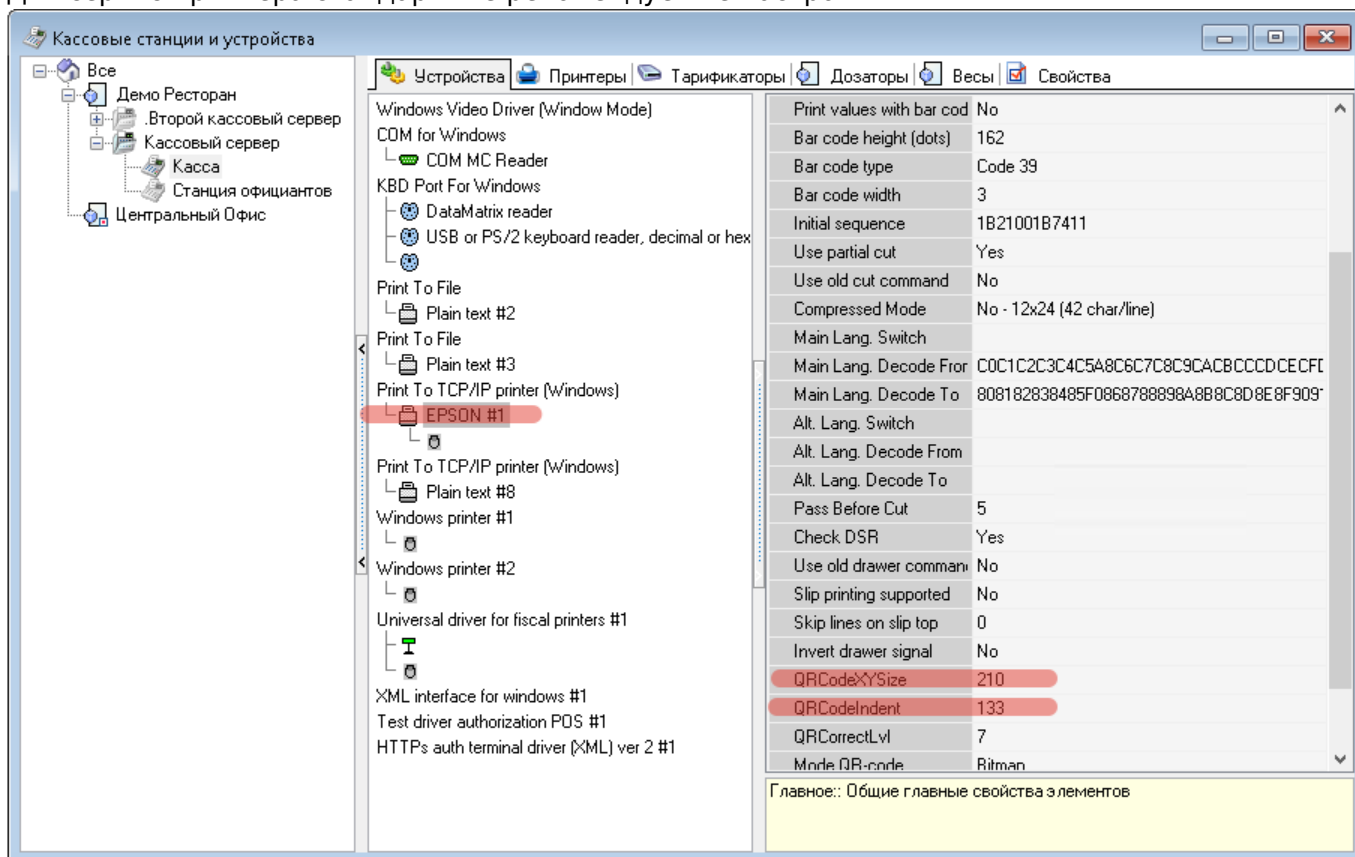 Кассовые станции и устройства
Все
Демо Ресторан
.Второй кассовый сервер
Кассовый сервер
Касса
Станция официантов
Центральный Офис
Устройства Принтеры Тарификаторы Дозаторы Весы Свойства
Windows Video Driver (Window Mode)
COM for Windows
COM MC Reader
KBD Port For Windows
DataMatrix reader
USB or PS/2 keyboard reader, decimal or hex
Print To File
Plain text #2
Print To File
Plain text #3
Print To TCP/IP printer (Windows)
EPSON #1
Print To TCP/IP printer (Windows)
Plain text #8
Windows printer #1
Windows printer #2
Universal driver for fiscal printers #1
XML interface for windows #1
Test driver authorization POS #1
HTTPs auth terminal driver (XML) ver 2 #1
Print values with bar cod No
Bar code height (dots) 162
Bar code type Code 39
Bar code width 3
Initial sequence 1B21001B7411
Use partial cut Yes
Use old cut command No
Compressed Mode No - 12x24 (42 char/line)
Main Lang. Switch
Main Lang. Decode Fror C0C1C2C3C4C5A8C6C7C8C9CACBCCCDCECFD
Main Lang. Decode To 808182838485F0868788898A8B8C8D8E8F909
Alt. Lang. Switch
Alt. Lang. Decode From
Alt. Lang. Decode To
Pass Before Cut 5
Check DSR Yes
Use old drawer comman No
Slip printing supported No
Skip lines on slip top 0
Invert drawer signal No
QRCodeXYSize 210
QRCodeIndent 133
QRCorrectLvl 7
Mode QR-code Bitman
Главное:: Общие главные свойства элементов